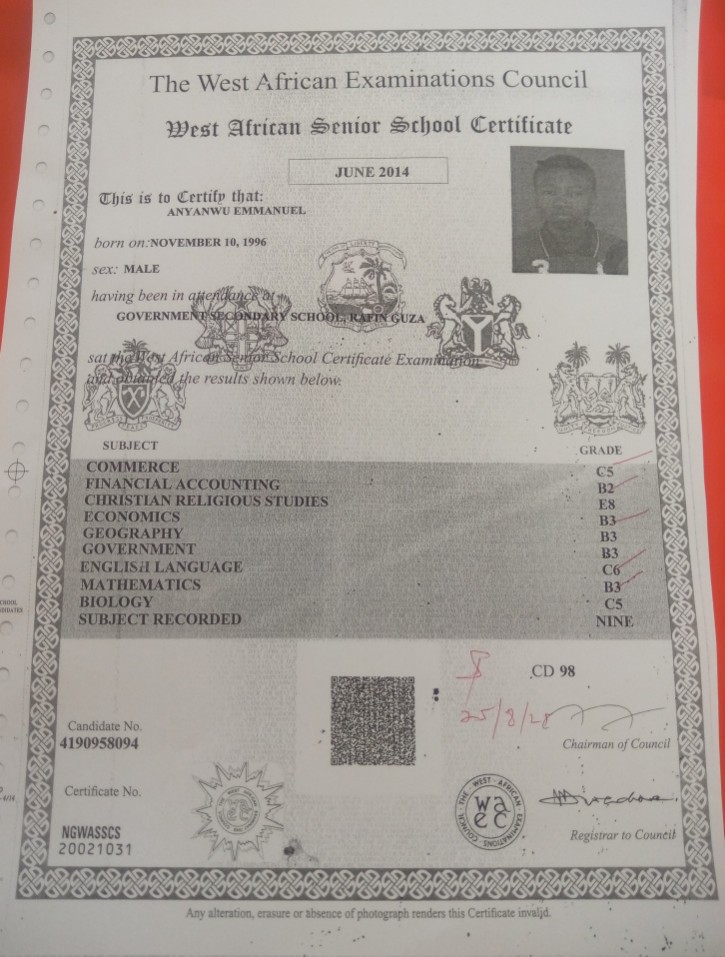 The West African Examinations Council
West African Senior School Certificate
JUNE 2014
This is to Certify that:
ANYANWU EMMANUEL
born on: NOVEMBER 10, 1996
sex: MALE
having been in attendance at
GOVERNMENT SECONDARY SCHOOL, RAFIN GUZA
sat the West African Senior School Certificate Examination
and obtained the results shown below.
SUBJECT GRADE
COMMERCE C5
FINANCIAL ACCOUNTING B2
CHRISTIAN RELIGIOUS STUDIES E8
ECONOMICS B3
GEOGRAPHY B3
GOVERNMENT B3
ENGLISH LANGUAGE C6
MATHEMATICS B3
BIOLOGY C5
SUBJECT RECORDED NINE
CD 98
Chairman of Council
Candidate No.
4190958094
Certificate No.
NGWASSCS
20021031
THE WEST AFRICAN EXAMINATIONS COUNCIL
waec
Registrar to Council
Any alteration, erasure or absence of photograph renders this Certificate invalid.